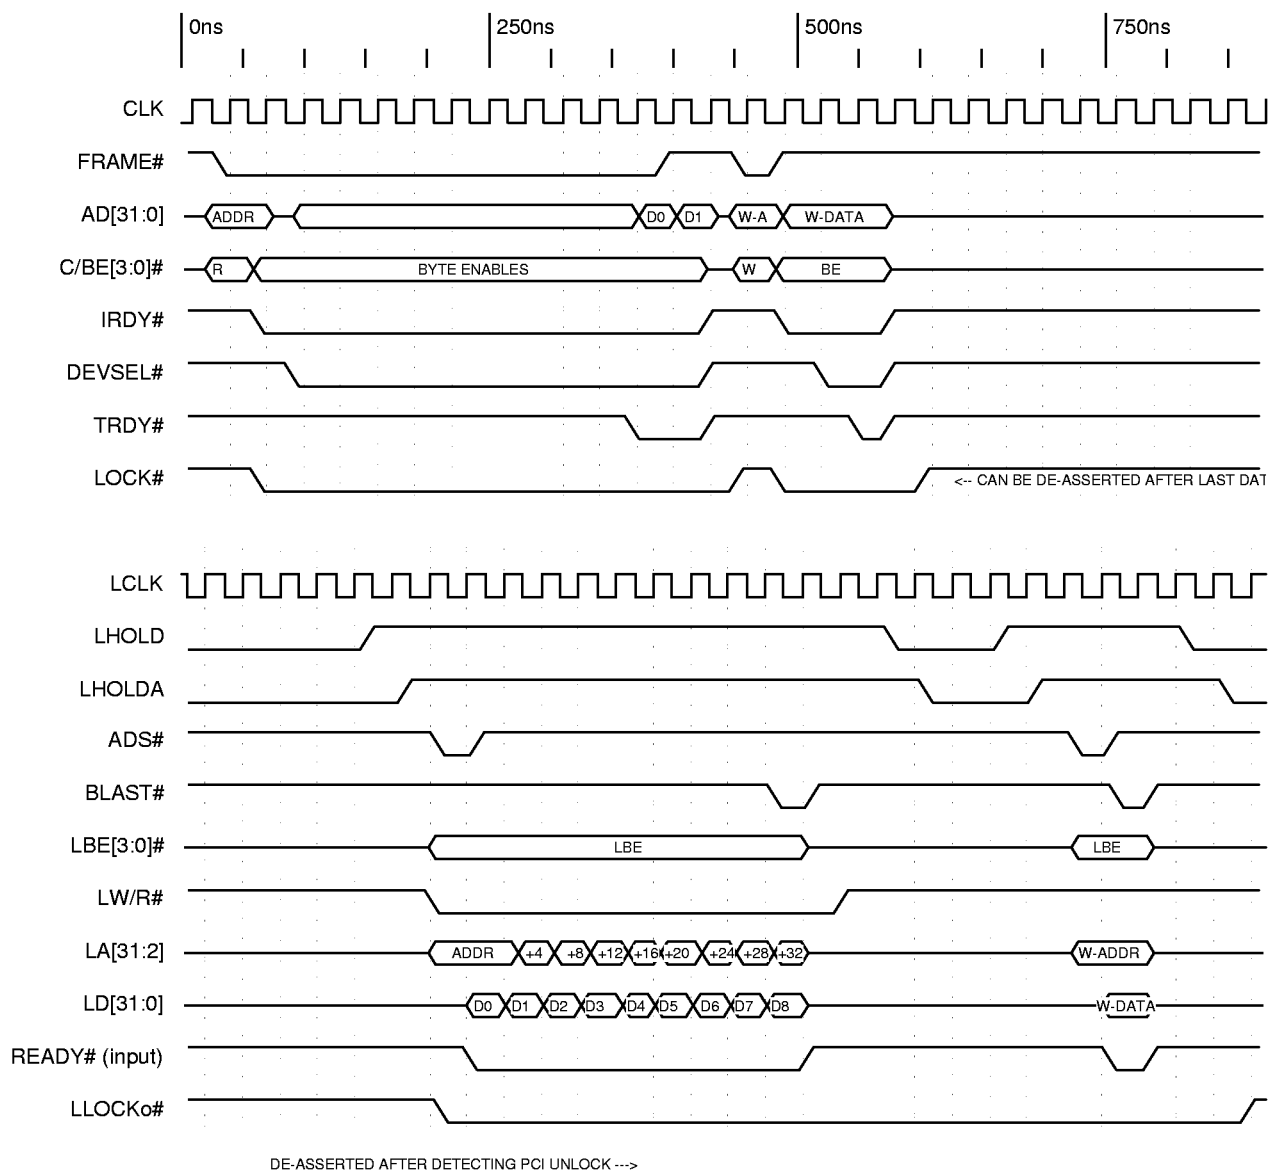 0ns 250ns 500ns 750ns
CLK
FRAME#
AD[31:0] ADDR D0 D1 W-A W-DATA
C/BE[3:0]# R BYTE ENABLES W BE
IRDY#
DEVSEL#
TRDY#
LOCK# <-- CAN BE DE-ASSERTED AFTER LAST DAT
LCLK
LHOLD
LHOLDA
ADS#
BLAST#
LBE[3:0]# LBE LBE
LW/R#
LA[31:2] ADDR +4 +8 +12 +16 +20 +24 +28 +32 W-ADDR
LD[31:0] D0 D1 D2 D3 D4 D5 D6 D7 D8 W-DATA
READY# (input)
LLOCKo#
DE-ASSERTED AFTER DETECTING PCI UNLOCK --->